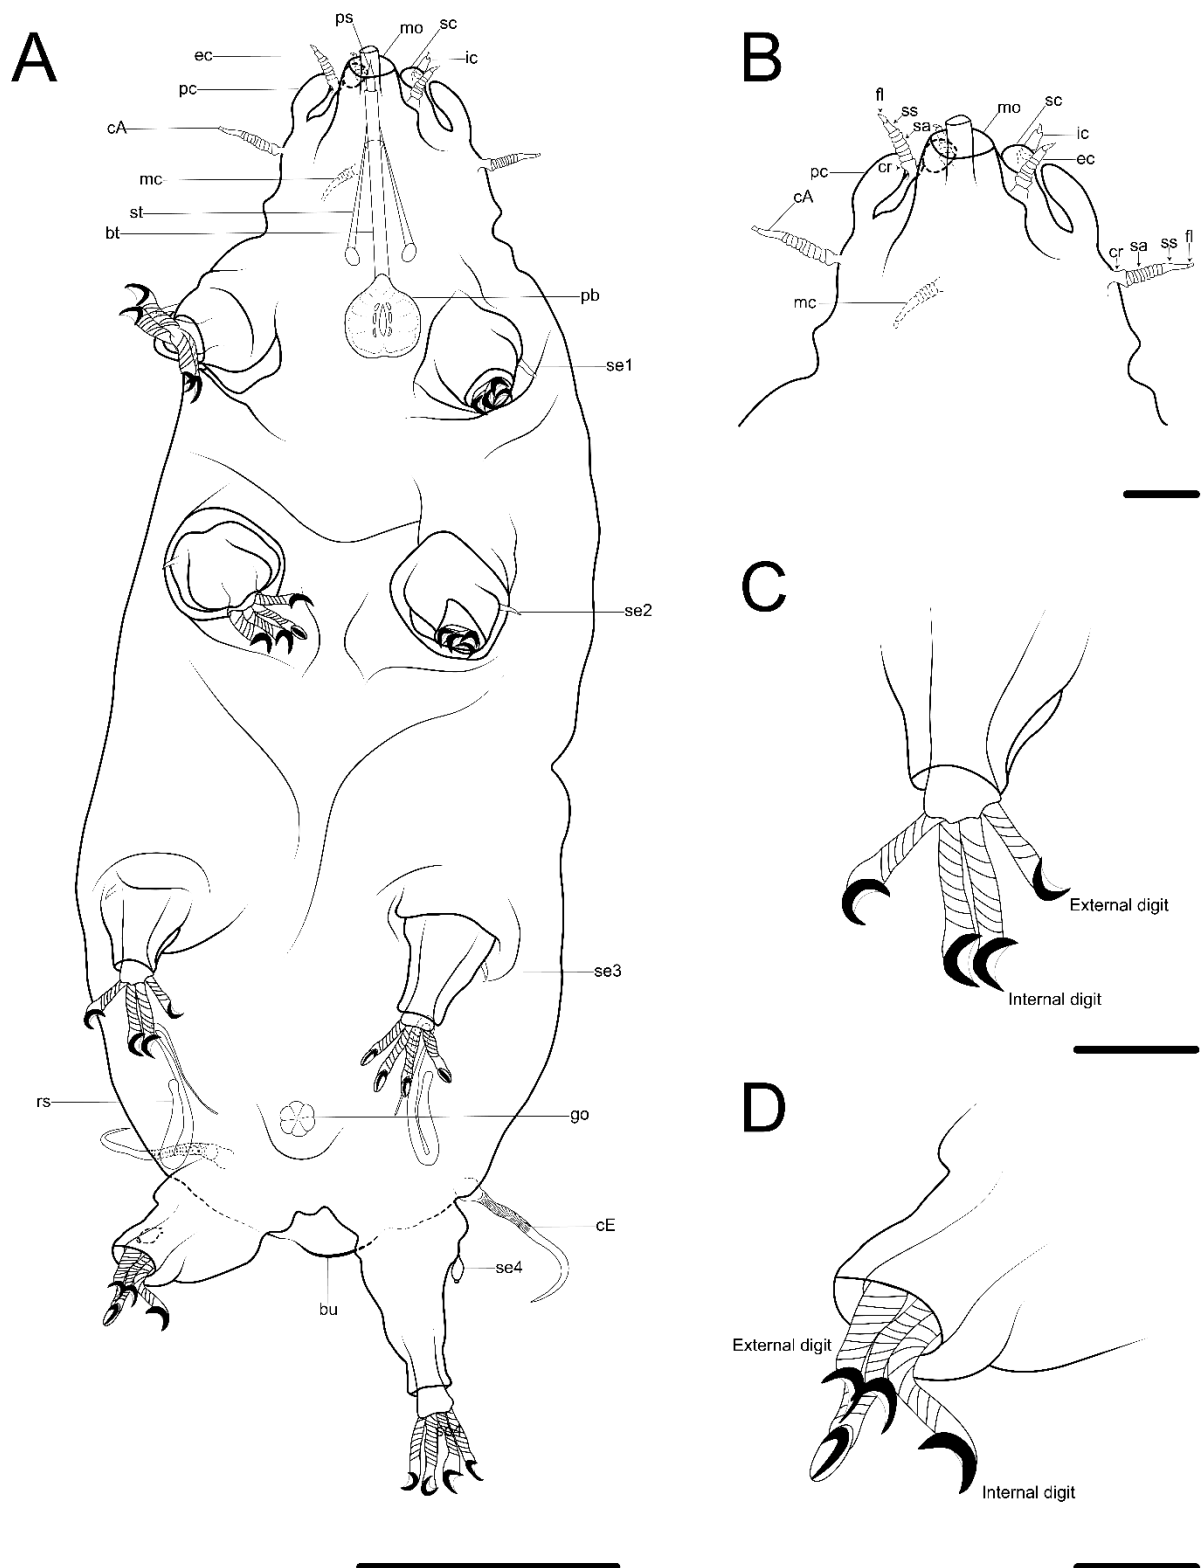 A
ps
mo
sc
ec
ic
pc
cA
mc
st
bt
pb
se1
se2
se3
rs
go
cE
se4
bu
se4
B
fl
ss
mo
sc
sa
ic
cr
ec
pc
cA
cr
sa
ss
fl
mc
C
External digit
Internal digit
D
External digit
Internal digit